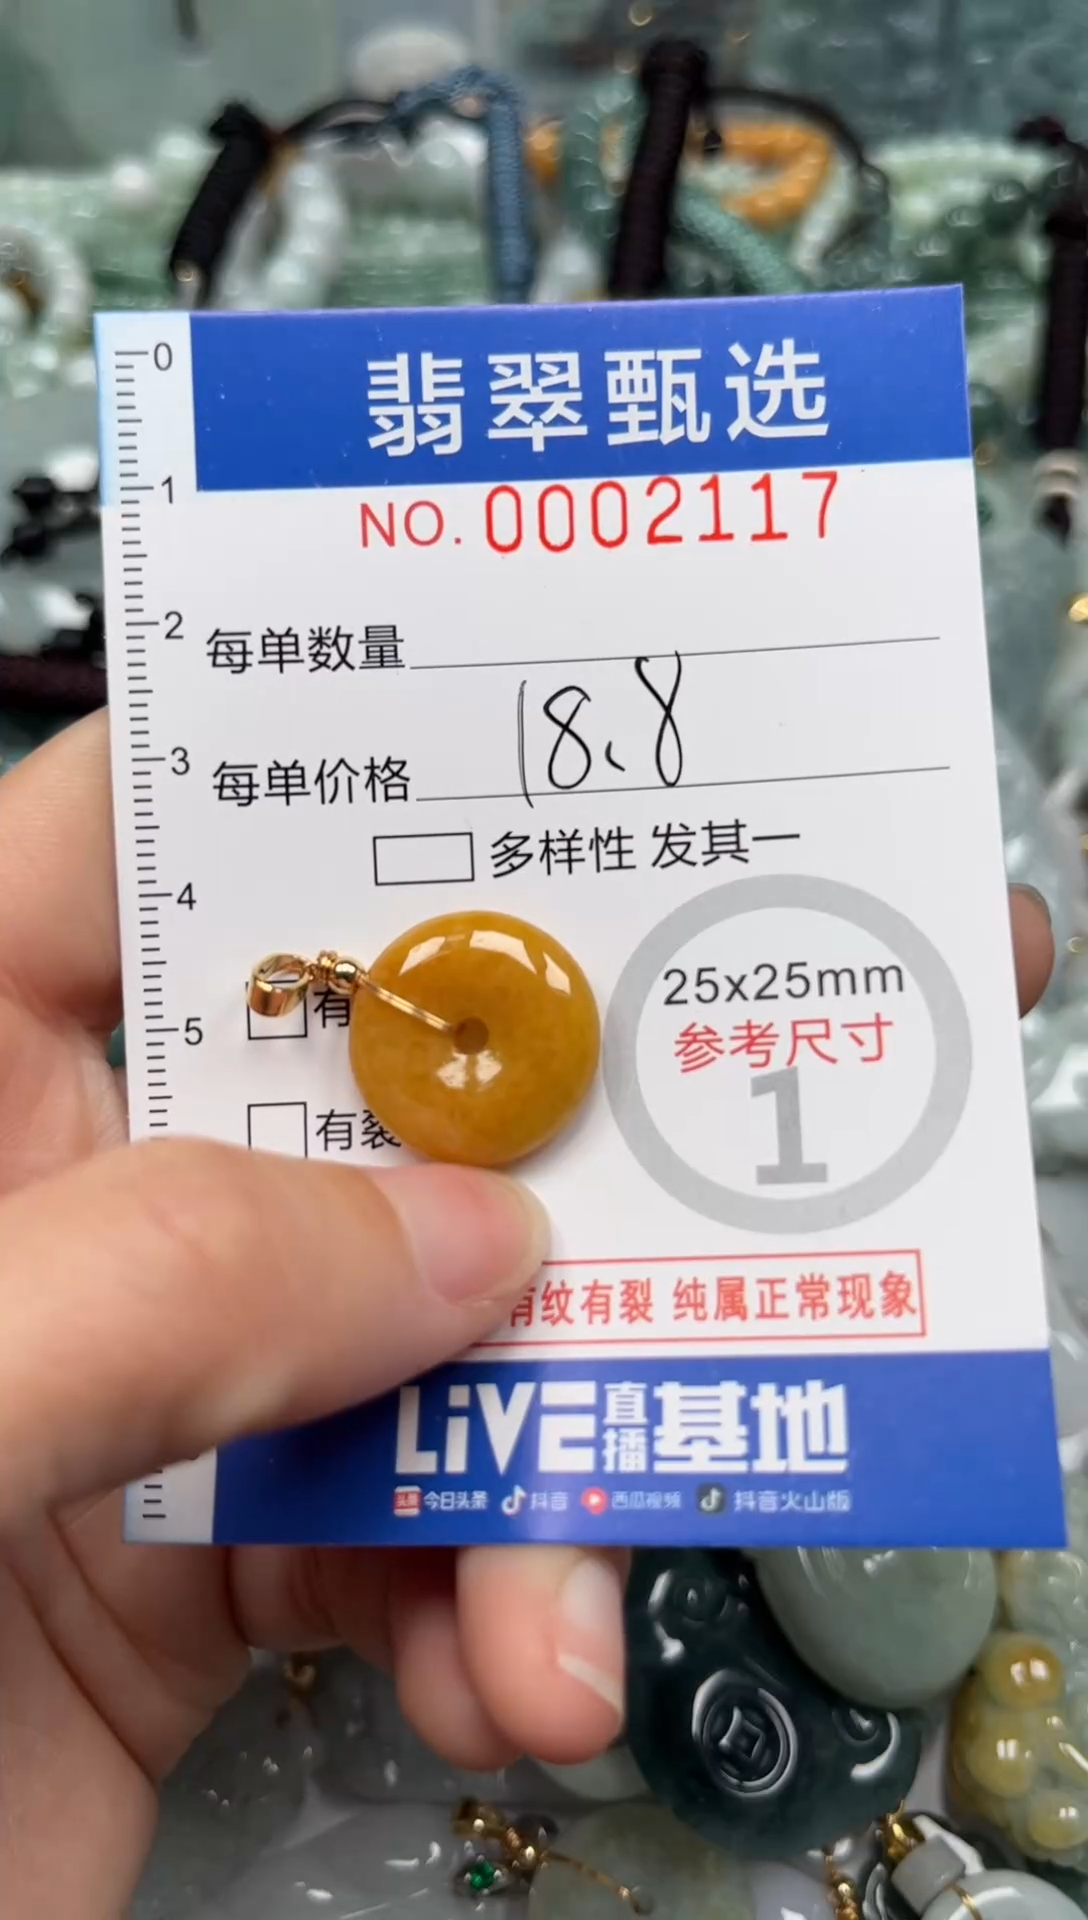 翡翠甄选
NO. 0002117
0
1
2
3
4
5
每单数量
每单价格 18.8
多样性 发其一
有
有裂
25x25mm
参考尺寸
1
有纹有裂 纯属正常现象
LiVE直播基地
头条 今日头条 抖音 西瓜视频 抖音火山版